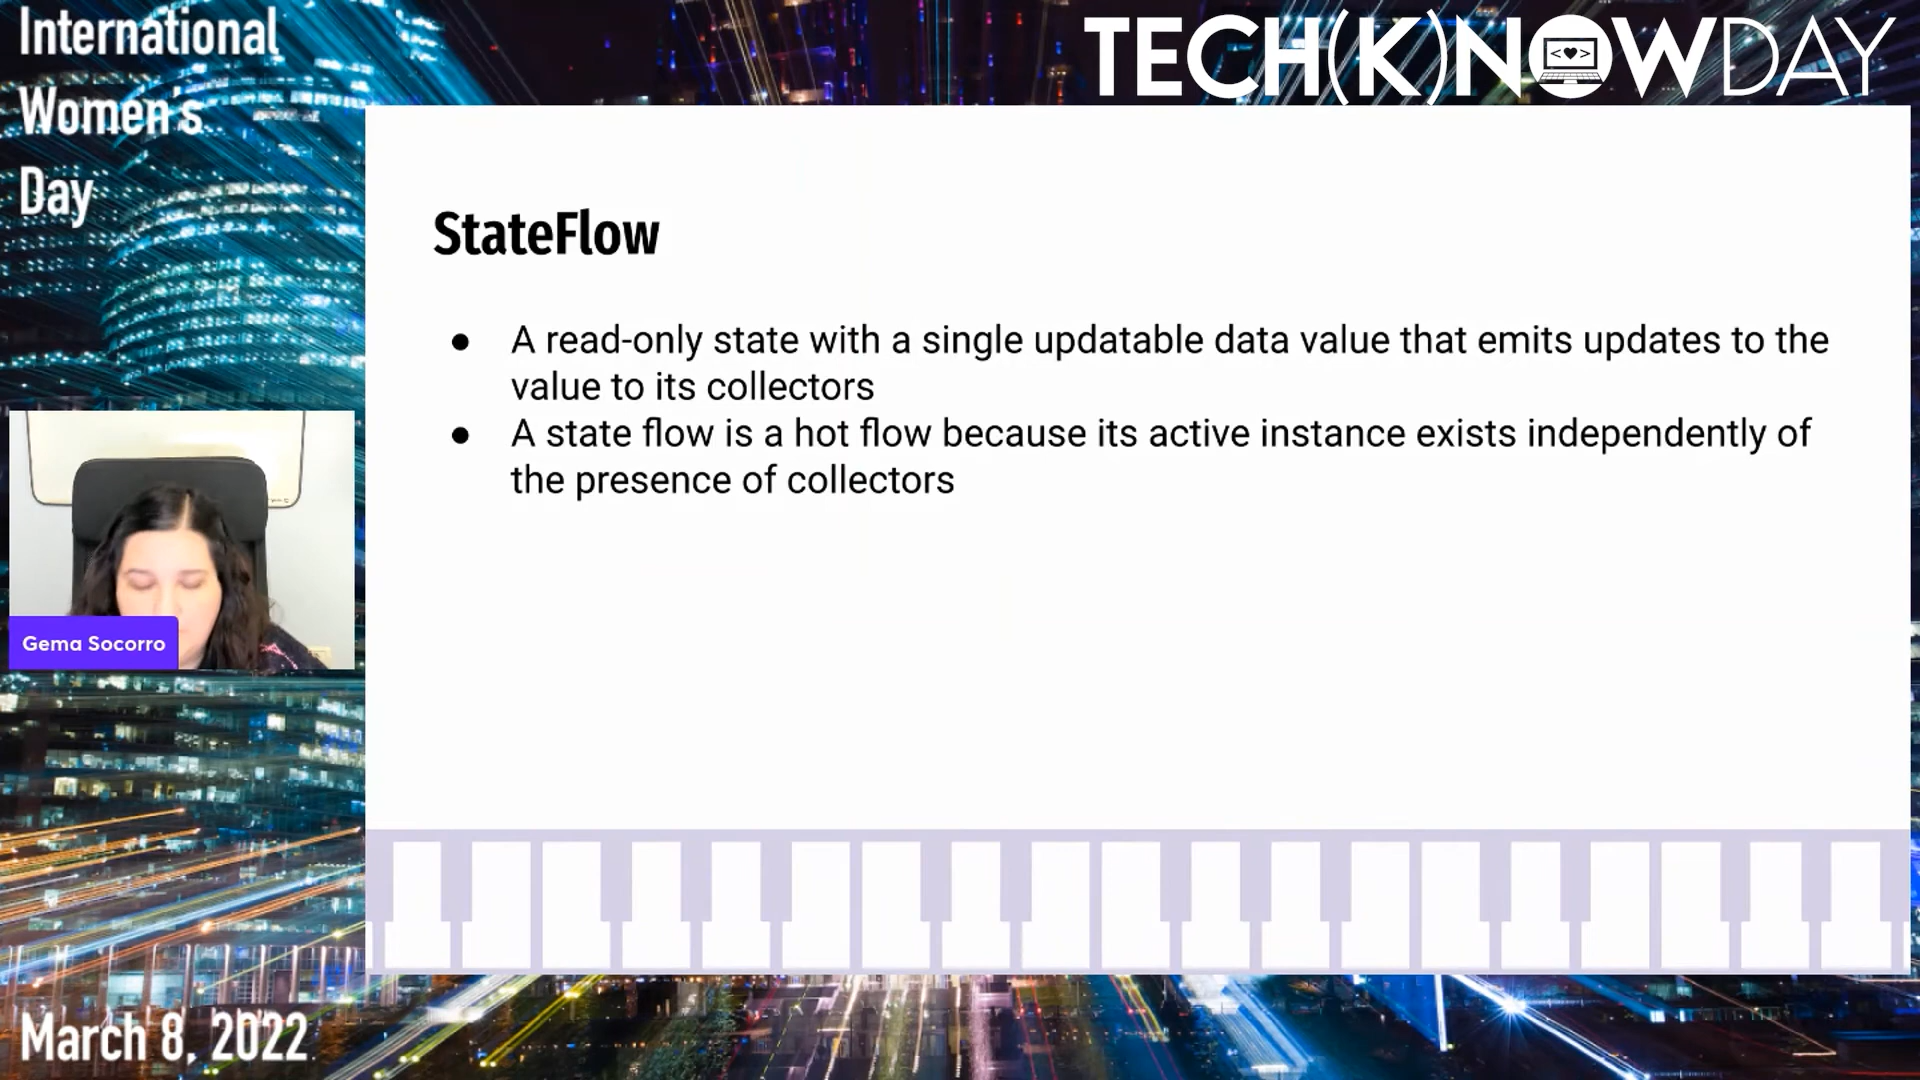 International
Women's
Day
TECH(K)NOWDAY
<♥>
StateFlow
● A read-only state with a single updatable data value that emits updates to the
value to its collectors
● A state flow is a hot flow because its active instance exists independently of
the presence of collectors
Gema Socorro
March 8, 2022